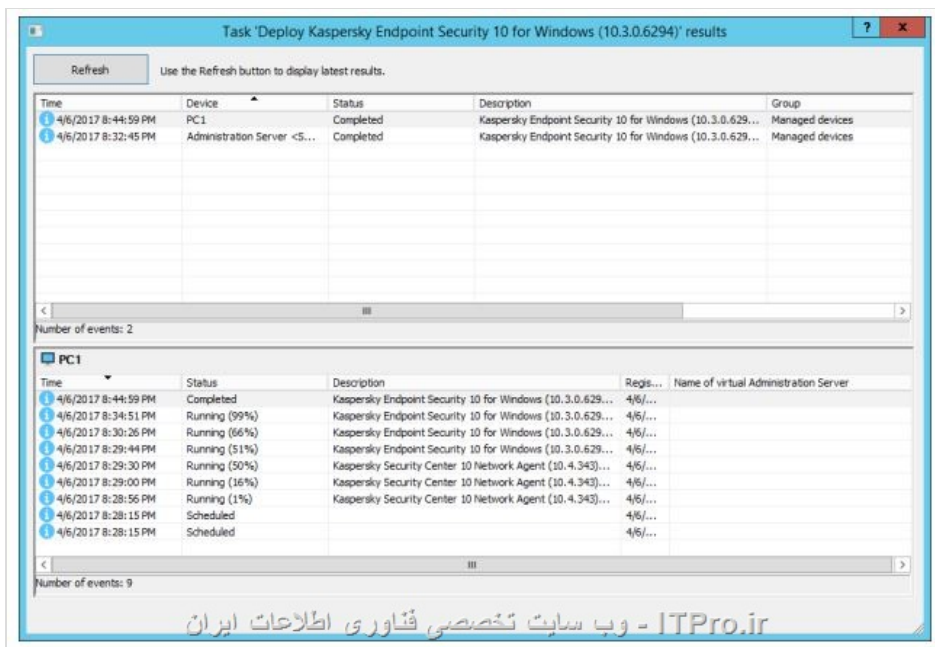 Task 'Deploy Kaspersky Endpoint Security 10 for Windows (10.3.0.6294)' results
? x
Refresh Use the Refresh button to display latest results.
Time Device Status Description Group
4/6/2017 8:44:59 PM PC1 Completed Kaspersky Endpoint Security 10 for Windows (10.3.0.629... Managed devices
4/6/2017 8:32:45 PM Administration Server <S... Completed Kaspersky Endpoint Security 10 for Windows (10.3.0.629... Managed devices
Number of events: 2
PC1
Time Status Description Regis... Name of virtual Administration Server
4/6/2017 8:44:59 PM Completed Kaspersky Endpoint Security 10 for Windows (10.3.0.629... 4/6/...
4/6/2017 8:34:51 PM Running (99%) Kaspersky Endpoint Security 10 for Windows (10.3.0.629... 4/6/...
4/6/2017 8:30:26 PM Running (66%) Kaspersky Endpoint Security 10 for Windows (10.3.0.629... 4/6/...
4/6/2017 8:29:44 PM Running (51%) Kaspersky Endpoint Security 10 for Windows (10.3.0.629... 4/6/...
4/6/2017 8:29:30 PM Running (50%) Kaspersky Security Center 10 Network Agent (10.4.343)... 4/6/...
4/6/2017 8:29:00 PM Running (16%) Kaspersky Security Center 10 Network Agent (10.4.343)... 4/6/...
4/6/2017 8:28:56 PM Running (1%) Kaspersky Security Center 10 Network Agent (10.4.343)... 4/6/...
4/6/2017 8:28:15 PM Scheduled 4/6/...
4/6/2017 8:28:15 PM Scheduled 4/6/...
Number of events: 9
ITPro.ir - وب سایت تخصصی فناوری اطلاعات ایران